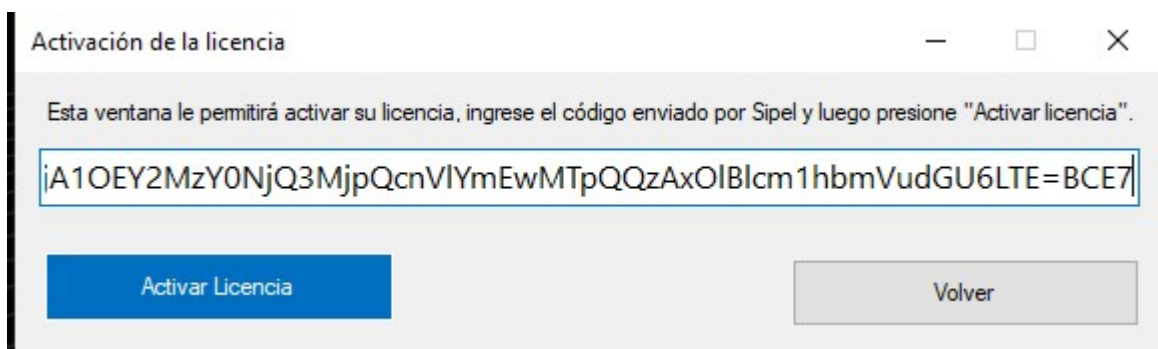 Activación de la licencia
Esta ventana le permitirá activar su licencia, ingrese el código enviado por Sipel y luego presione "Activar licencia".
jA1OEY2MzY0NjQ3MjpQcnVlYmEwMTpQQzAxOlBlcm1hbmVudGU6LTE=BCE7
Activar Licencia
Volver